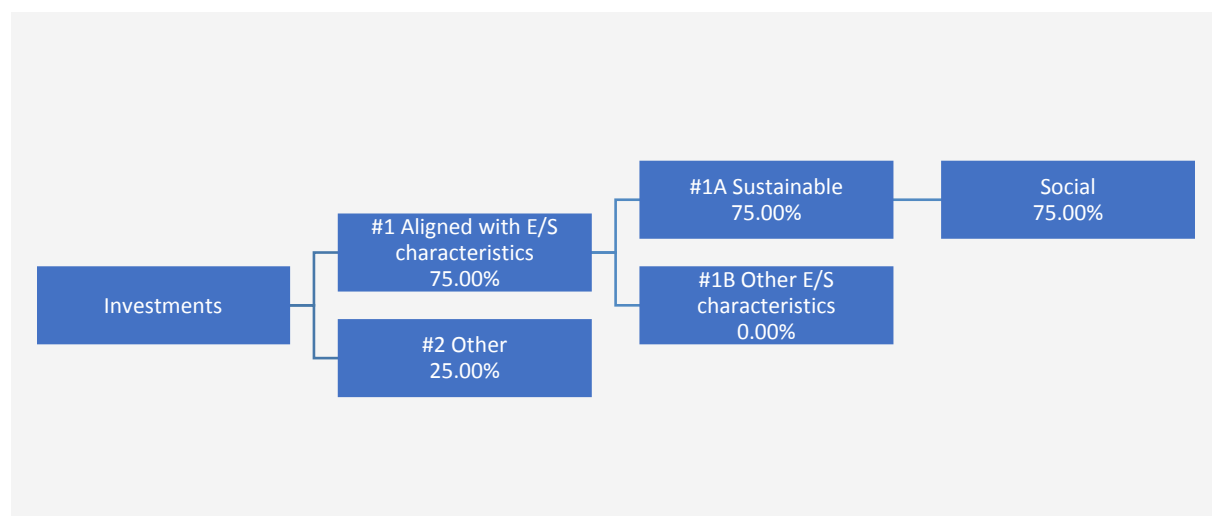 Investments
#1 Aligned with E/S
characteristics
75.00%
#2 Other
25.00%
#1A Sustainable
75.00%
#1B Other E/S
characteristics
0.00%
Social
75.00%